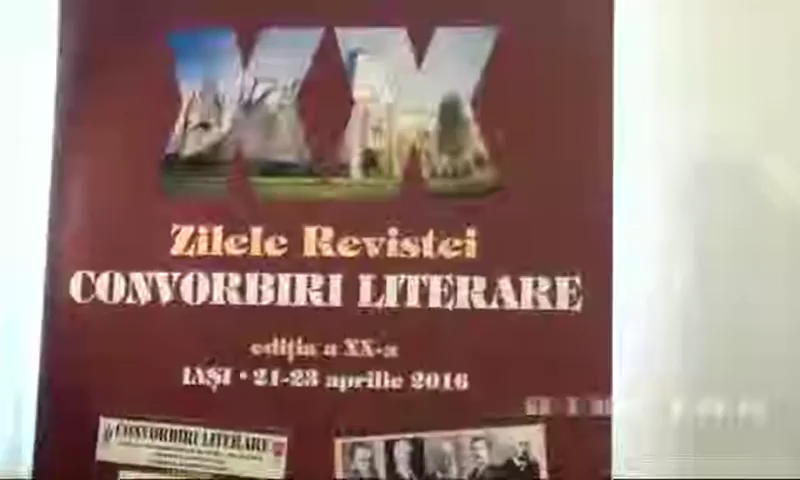 XX
Zilele Revistei
CONVORBIRI LITERARE
ediția a XX-a
IAȘI • 21-23 aprilie 2016
CONVORBIRI LITERARE